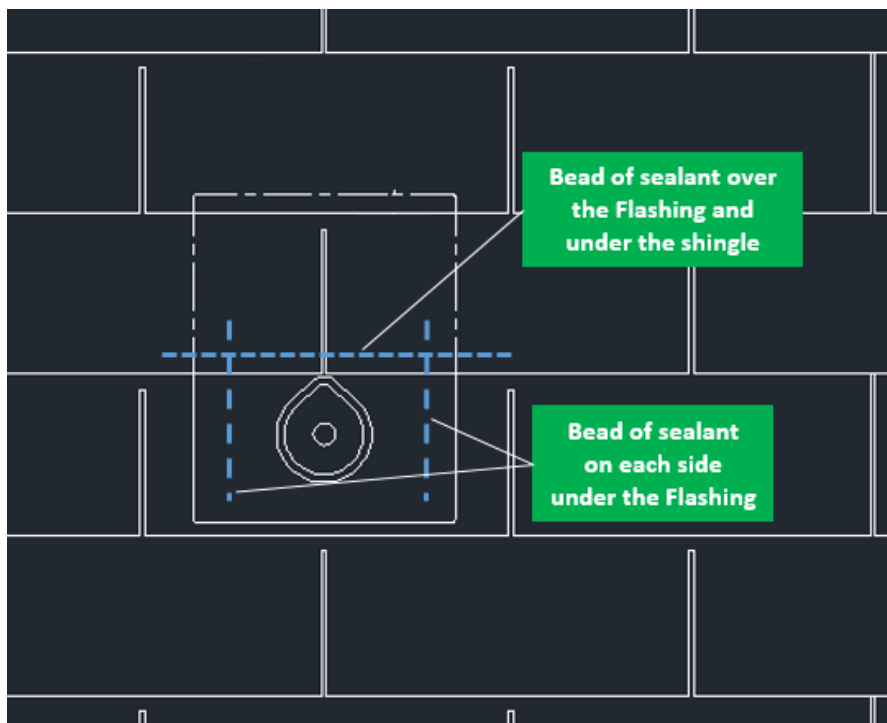 Bead of sealant over
the Flashing and
under the shingle
Bead of sealant
on each side
under the Flashing